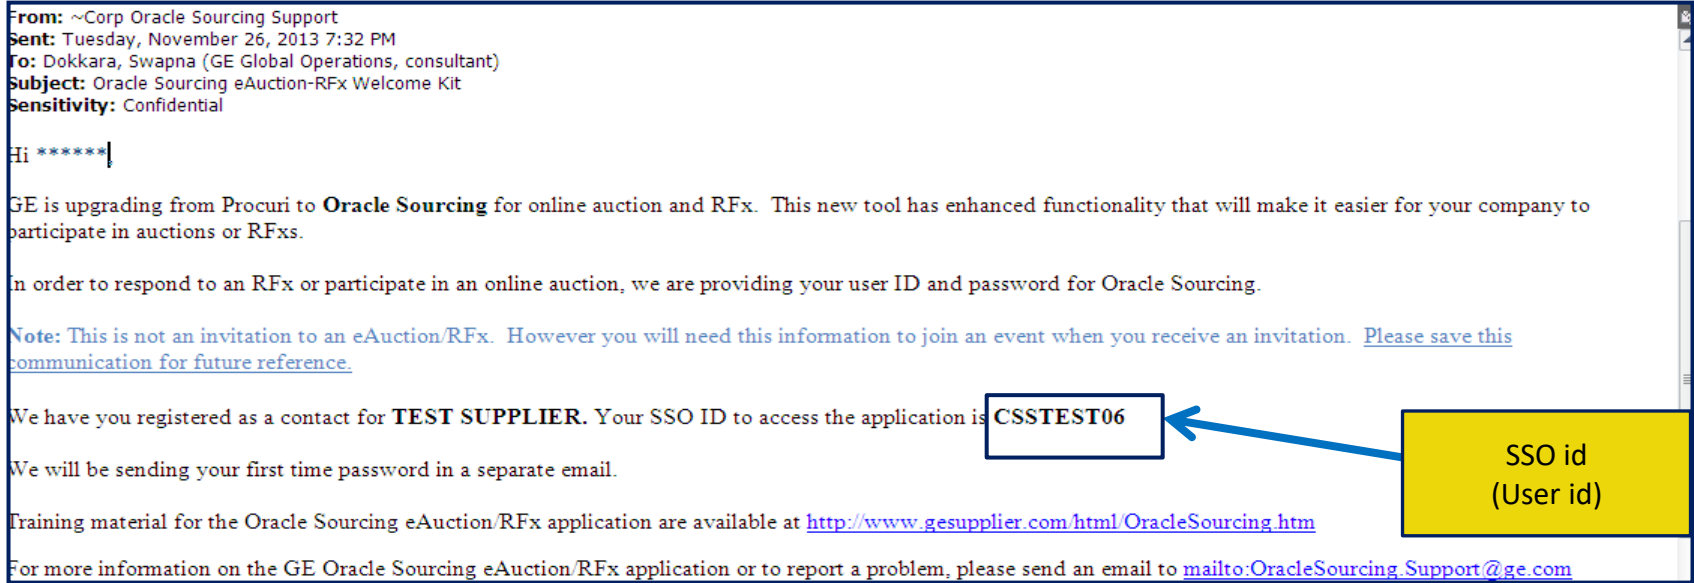 From: ~Corp Oracle Sourcing Support
Sent: Tuesday, November 26, 2013 7:32 PM
To: Dokkara, Swapna (GE Global Operations, consultant)
Subject: Oracle Sourcing eAuction-RFx Welcome Kit
Sensitivity: Confidential
Hi ******,
GE is upgrading from Procuri to Oracle Sourcing for online auction and RFx. This new tool has enhanced functionality that will make it easier for your company to
participate in auctions or RFxs.
In order to respond to an RFx or participate in an online auction, we are providing your user ID and password for Oracle Sourcing.
Note: This is not an invitation to an eAuction/RFx. However you will need this information to join an event when you receive an invitation. Please save this
communication for future reference.
We have you registered as a contact for TEST SUPPLIER. Your SSO ID to access the application is CSSTEST06
SSO id
(User id)
We will be sending your first time password in a separate email.
Training material for the Oracle Sourcing eAuction/RFx application are available at http://www.gesupplier.com/html/OracleSourcing.htm
For more information on the GE Oracle Sourcing eAuction/RFx application or to report a problem, please send an email to mailto:OracleSourcing.Support@ge.com